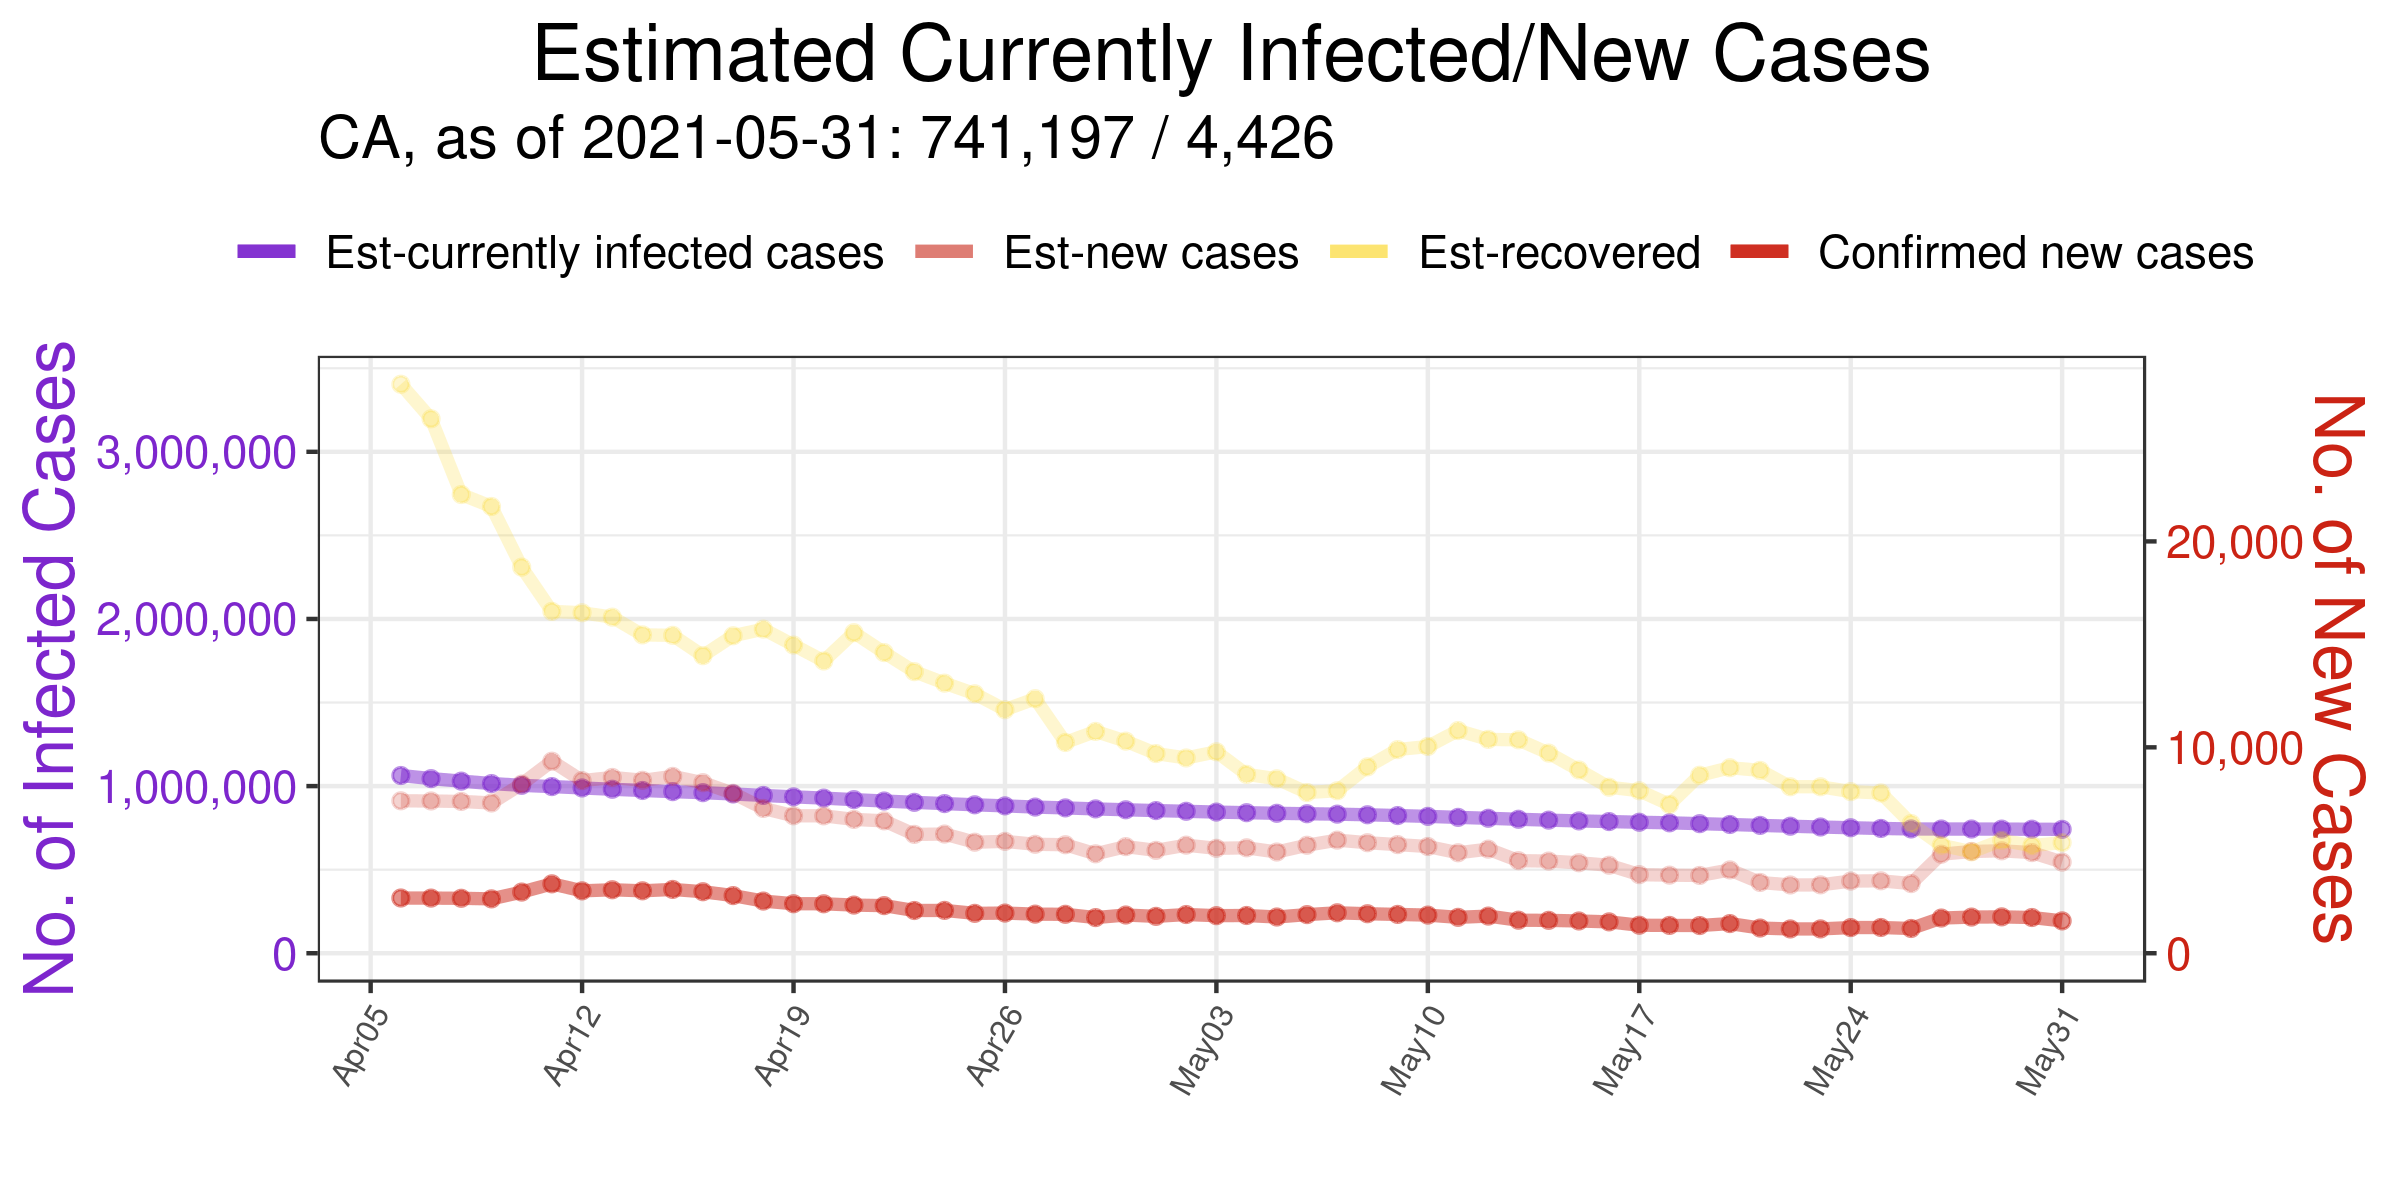 Estimated Currently Infected/New Cases
CA, as of 2021-05-31: 741,197 / 4,426
Est-currently infected cases Est-new cases Est-recovered Confirmed new cases
No. of Infected Cases
3,000,000
2,000,000
1,000,000
0
20,000
10,000
0
No. of New Cases
Apr05 Apr12 Apr19 Apr26 May03 May10 May17 May24 May31